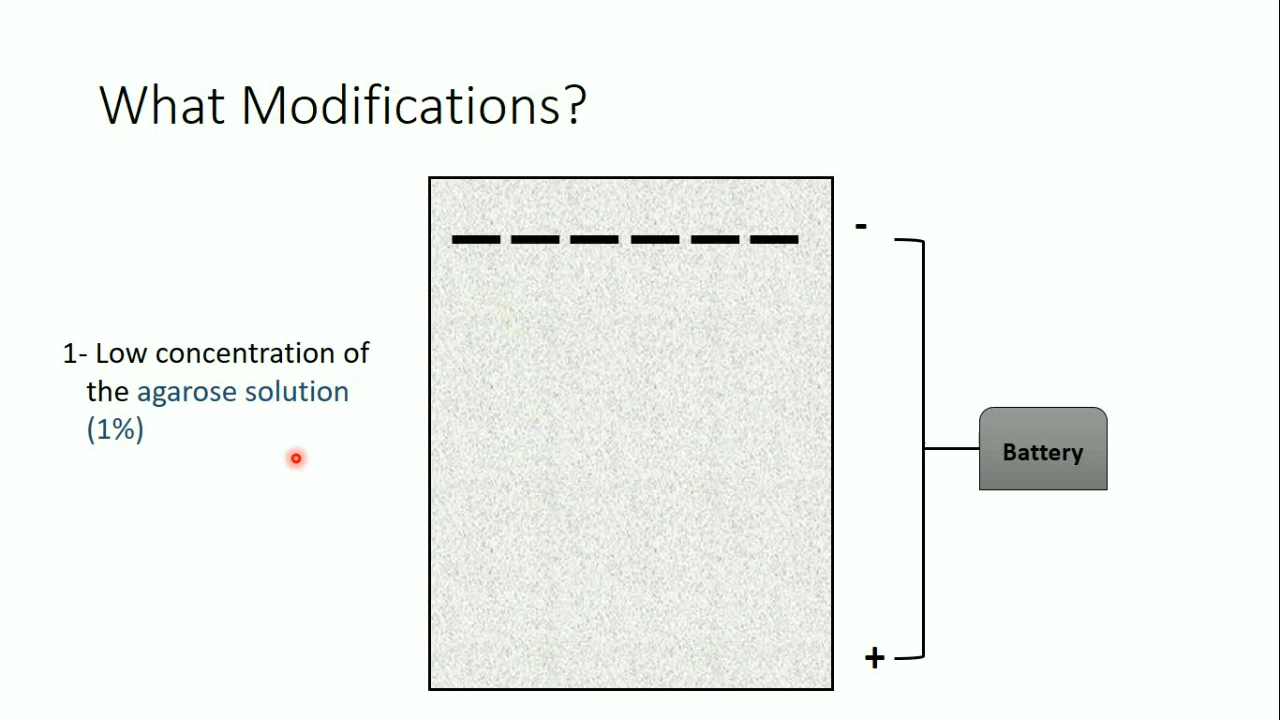 What Modifications?
-
1- Low concentration of
the agarose solution
(1%)
Battery
+